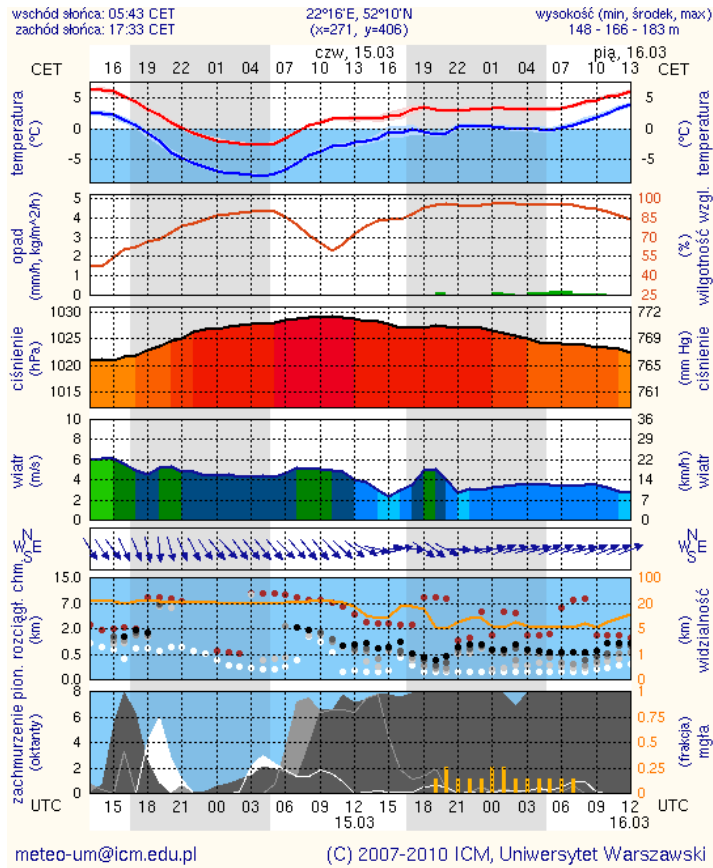 wschód słońca: 05:43 CET 22°16'E, 52°10'N wysokość (min, środek, max)
zachód słońca: 17:33 CET (x=271, y=406) 148 - 166 - 183 m
czw, 15.03 pią, 16.03
CET 16 19 22 01 04 07 10 13 16 19 22 01 04 07 10 13 CET
temperatura (°C) 5 0 -5 5 0 -5 (°C) temperatura
opad (mm/h, kg/m^2/h) 5 4 3 2 1 0 100 85 70 55 40 25 (%) wilgotność wzgl.
ciśnienie (hPa) 1030 1025 1020 1015 772 769 765 761 (mm Hg) ciśnienie
wiatr (m/s) 10 8 6 4 2 0 36 29 22 14 7 0 (km/h) wiatr
N W E S N W E S
pion. rozciągł. chm. (km) 15.0 7.0 2.0 0.5 0.0 100 20 5 1 0 (km) widzialność
zachmurzenie (oktanty) 8 6 4 2 0 1 0.75 0.5 0.25 0 (frakcja) mgła
UTC 15 18 21 00 03 06 09 12 15 18 21 00 03 06 09 12 UTC
15.03 16.03
meteo-um@icm.edu.pl (C) 2007-2010 ICM, Uniwersytet Warszawski